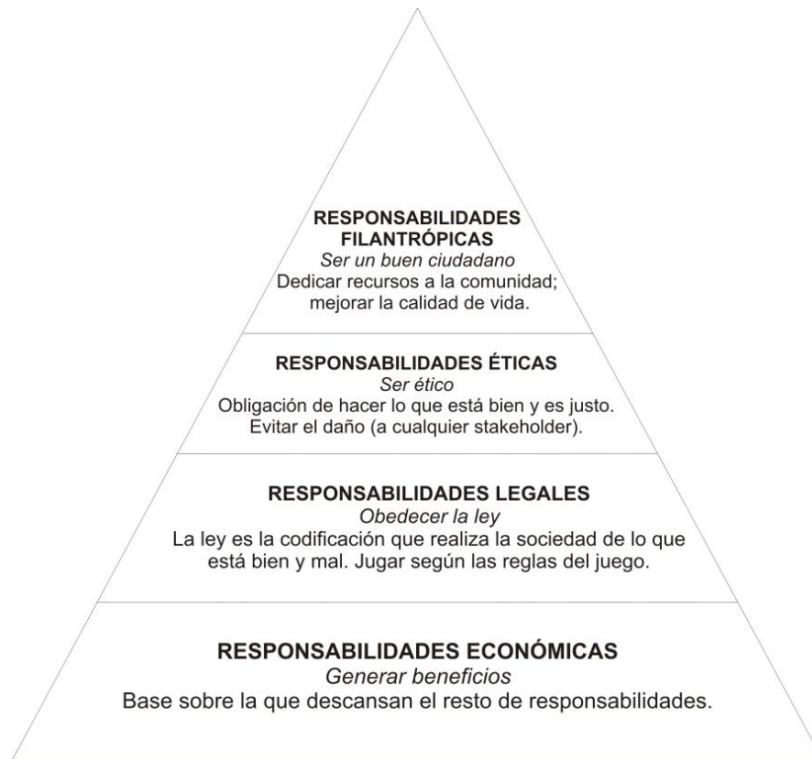 RESPONSABILIDADES
FILANTRÓPICAS
Ser un buen ciudadano
Dedicar recursos a la comunidad;
mejorar la calidad de vida.
RESPONSABILIDADES ÉTICAS
Ser ético
Obligación de hacer lo que está bien y es justo.
Evitar el daño (a cualquier stakeholder).
RESPONSABILIDADES LEGALES
Obedecer la ley
La ley es la codificación que realiza la sociedad de lo que
está bien y mal. Jugar según las reglas del juego.
RESPONSABILIDADES ECONÓMICAS
Generar beneficios
Base sobre la que descansan el resto de responsabilidades.